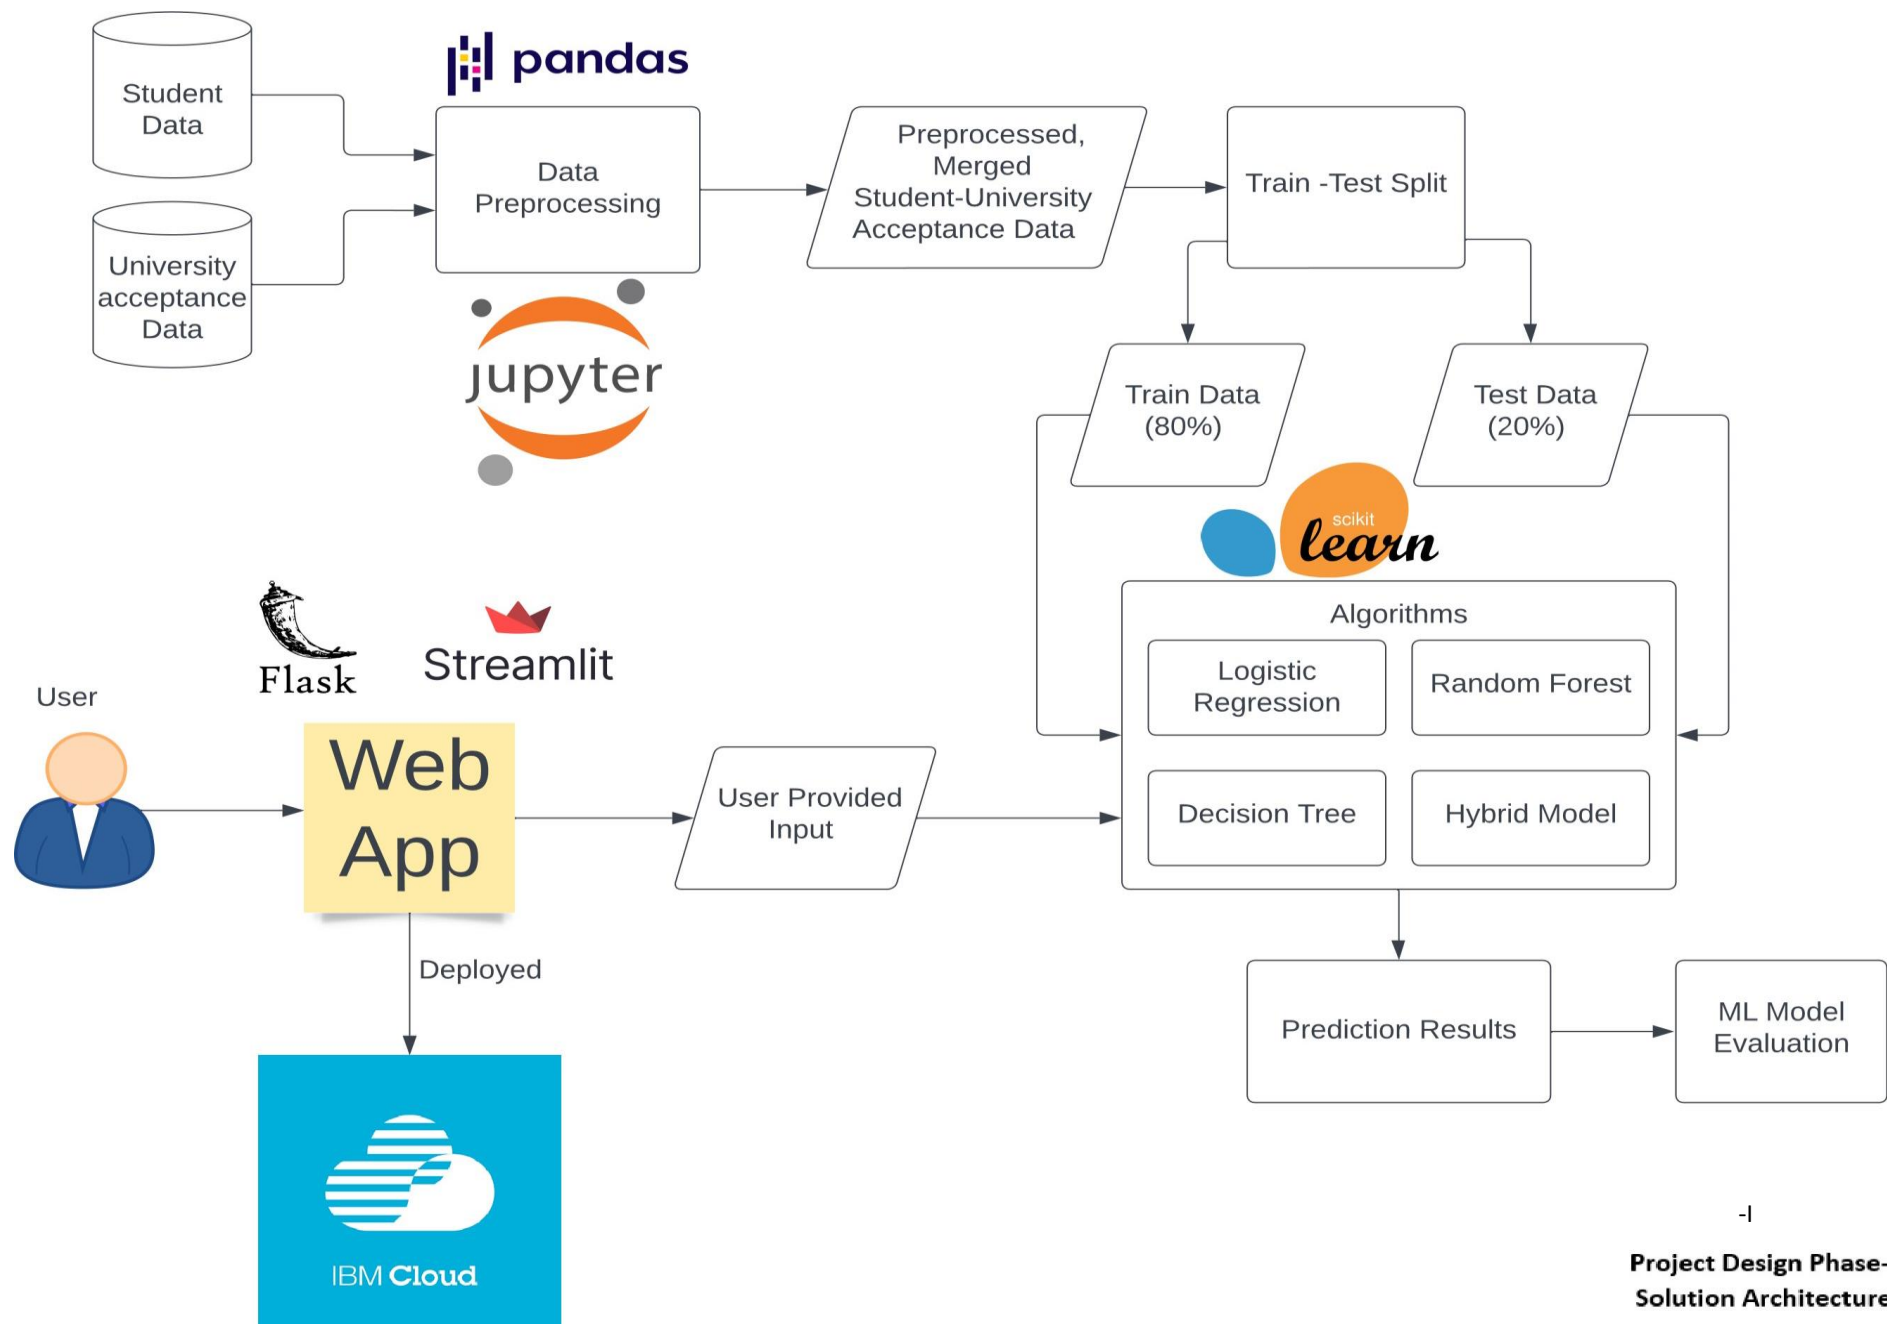 pandas
Student
Data
Data
Preprocessing
Preprocessed,
Merged
Student-University
Acceptance Data
Train -Test Split
University
acceptance
Data
jupyter
Train Data
(80%)
Test Data
(20%)
scikit
learn
Flask
Streamlit
User
Web
App
User Provided
Input
Algorithms
Logistic
Regression
Random Forest
Decision Tree
Hybrid Model
Deployed
Prediction Results
ML Model
Evaluation
IBM Cloud
-I
Project Design Phase-
Solution Architecture